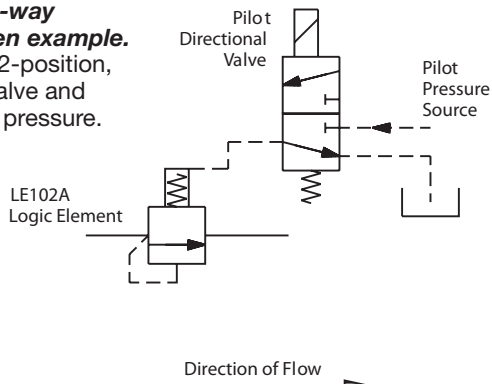 -way
en example.
2-position,
alve and
pressure.
Pilot
Directional
Valve
Pilot
Pressure
Source
LE102A
Logic Element
Direction of Flow